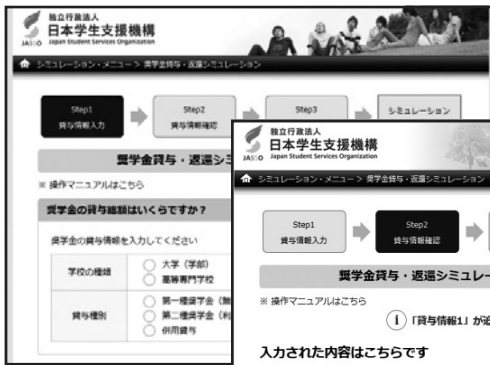 独立行政法人
日本学生支援機構
JASSO Japan Student Services Organization
シミュレーション・メニュー > 奨学金貸与・返還シミュレーション
Step1
貸与情報入力
Step2
貸与情報確認
Step3
シミュレーション
奨学金貸与・返還シミ
※ 操作マニュアルはこちら
奨学金の貸与総額はいくらですか？
奨学金の貸与情報を入力してください
学校の種類
大学（学部）
高等専門学校
貸与種別
第一種奨学金（無
第二種奨学金（利
併用貸与
独立行政法人
日本学生支援機構
JASSO Japan Student Services Organization
シミュレーション・メニュー > 奨学金貸与・返還シミュレーション
Step1
貸与情報入力
Step2
貸与情報確認
奨学金貸与・返還シミュレー
※ 操作マニュアルはこちら
i 「貸与情報1」が追
入力された内容はこちらです